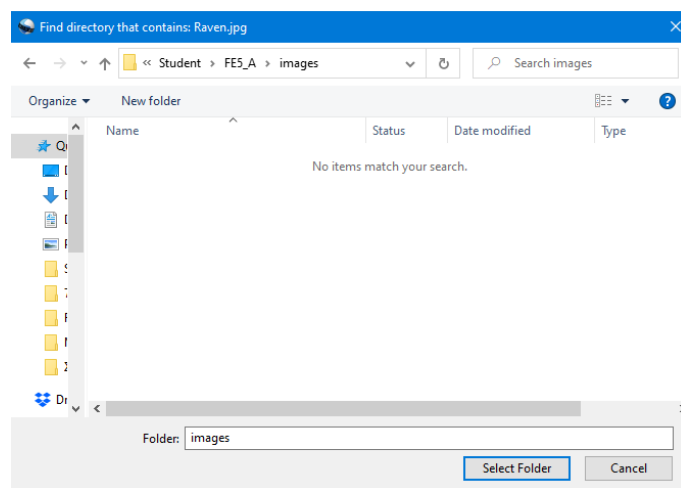 Find directory that contains: Raven.jpg
« Student › FE5_A › images
Search images
Organize
New folder
Name
Status
Date modified
Type
No items match your search.
Folder: images
Select Folder
Cancel